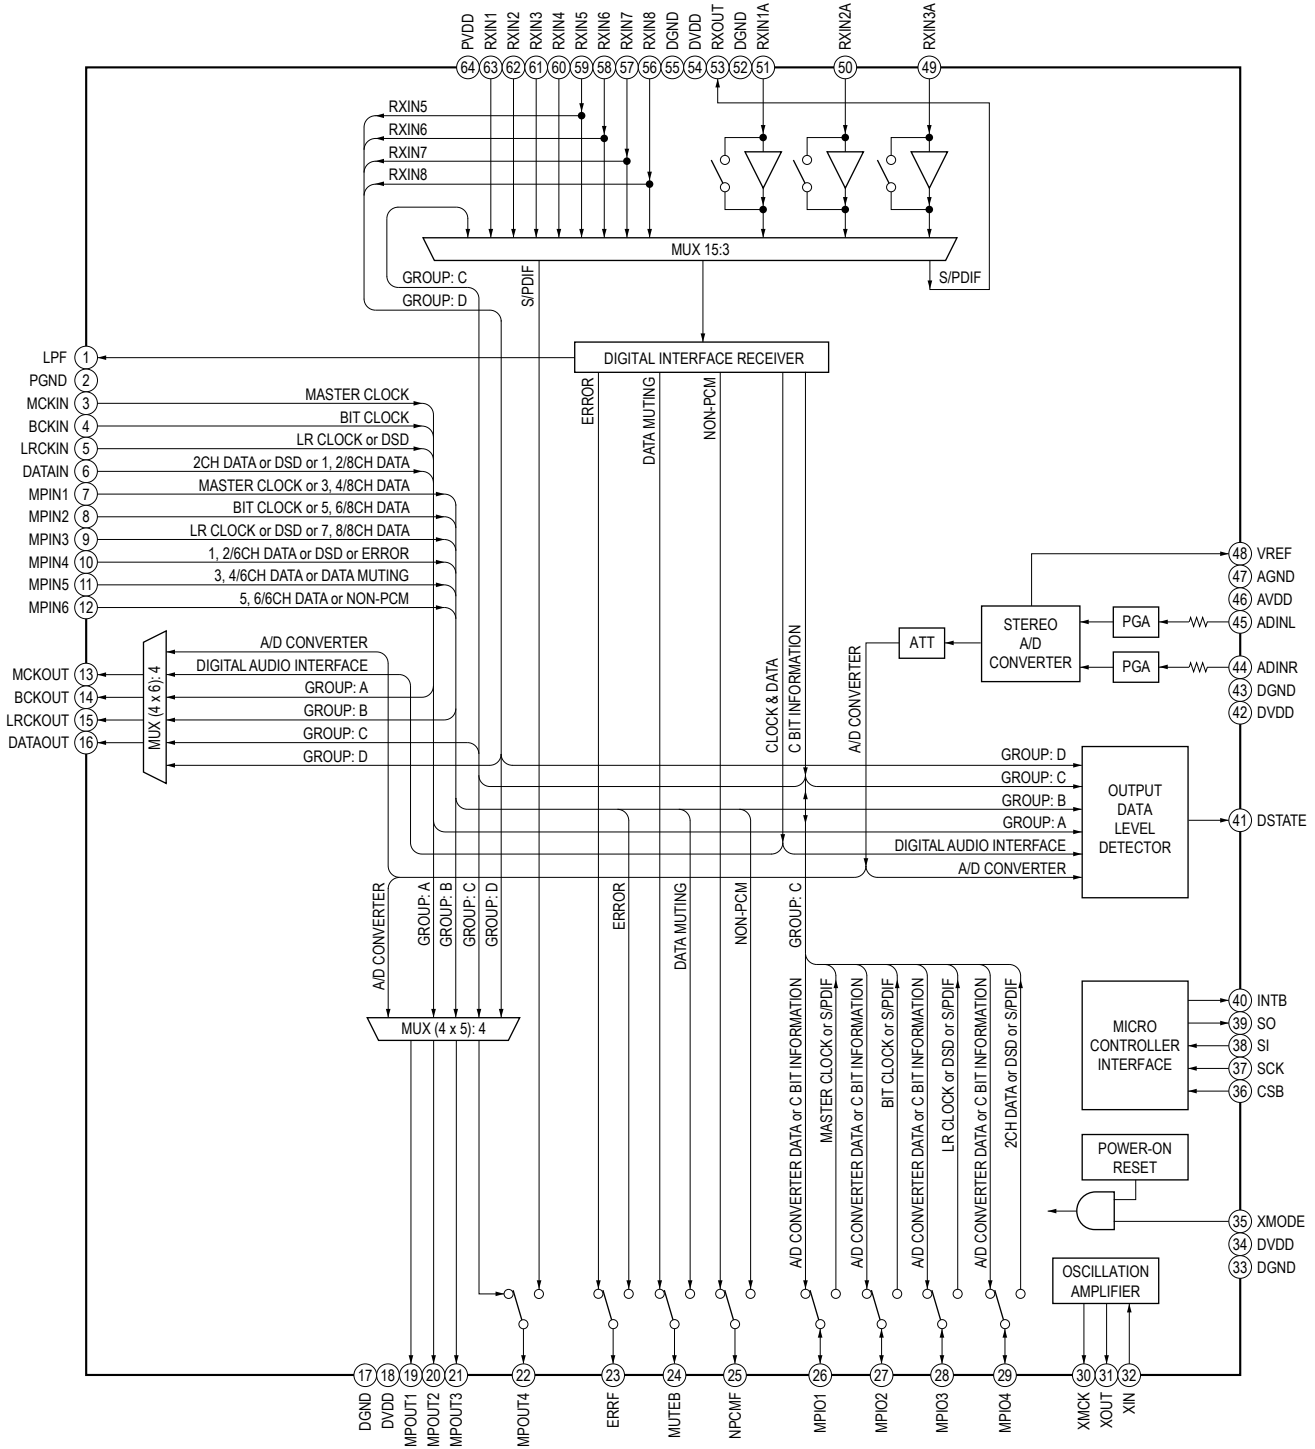 PVDD
RXIN1
RXIN2
RXIN3
RXIN4
RXIN5
RXIN6
RXIN7
RXIN8
DGND
DVDD
RXOUT
DGND
RXIN1A
RXIN2A
RXIN3A
64
63
62
61
60
59
58
57
56
55
54
53
52
51
50
49
RXIN5
RXIN6
RXIN7
RXIN8
MUX 15:3
GROUP: C
GROUP: D
S/PDIF
S/PDIF
LPF 1
DIGITAL INTERFACE RECEIVER
PGND 2
MCKIN 3 MASTER CLOCK
BCKIN 4 BIT CLOCK
LRCKIN 5 LR CLOCK or DSD
DATAIN 6 2CH DATA or DSD or 1, 2/8CH DATA
MPIN1 7 MASTER CLOCK or 3, 4/8CH DATA
MPIN2 8 BIT CLOCK or 5, 6/8CH DATA
MPIN3 9 LR CLOCK or DSD or 7, 8/8CH DATA
MPIN4 10 1, 2/6CH DATA or DSD or ERROR
MPIN5 11 3, 4/6CH DATA or DATA MUTING
MPIN6 12 5, 6/6CH DATA or NON-PCM
ERROR
DATA MUTING
NON-PCM
CLOCK & DATA
C BIT INFORMATION
A/D CONVERTER
48 VREF
47 AGND
46 AVDD
45 ADINL
44 ADINR
43 DGND
42 DVDD
ATT
STEREO
A/D
CONVERTER
PGA
PGA
MCKOUT 13
BCKOUT 14
LRCKOUT 15
DATAOUT 16
MUX (4 x 6): 4
A/D CONVERTER
DIGITAL AUDIO INTERFACE
GROUP: A
GROUP: B
GROUP: C
GROUP: D
GROUP: D
GROUP: C
GROUP: B
GROUP: A
DIGITAL AUDIO INTERFACE
A/D CONVERTER
OUTPUT
DATA
LEVEL
DETECTOR
41 DSTATE
A/D CONVERTER
GROUP: A
GROUP: B
GROUP: C
GROUP: D
ERROR
DATA MUTING
NON-PCM
GROUP: C
MUX (4 x 5): 4
A/D CONVERTER DATA or C BIT INFORMATION
MASTER CLOCK or S/PDIF
A/D CONVERTER DATA or C BIT INFORMATION
BIT CLOCK or S/PDIF
A/D CONVERTER DATA or C BIT INFORMATION
LR CLOCK or DSD or S/PDIF
A/D CONVERTER DATA or C BIT INFORMATION
2CH DATA or DSD or S/PDIF
MICRO
CONTROLLER
INTERFACE
40 INTB
39 SO
38 SI
37 SCK
36 CSB
POWER-ON
RESET
35 XMODE
34 DVDD
33 DGND
OSCILLATION
AMPLIFIER
17
18
19
20
21
22
23
24
25
26
27
28
29
30
31
32
DGND
DVDD
MPOUT1
MPOUT2
MPOUT3
MPOUT4
ERRF
MUTEB
NPCMF
MPIO1
MPIO2
MPIO3
MPIO4
XMCK
XOUT
XIN